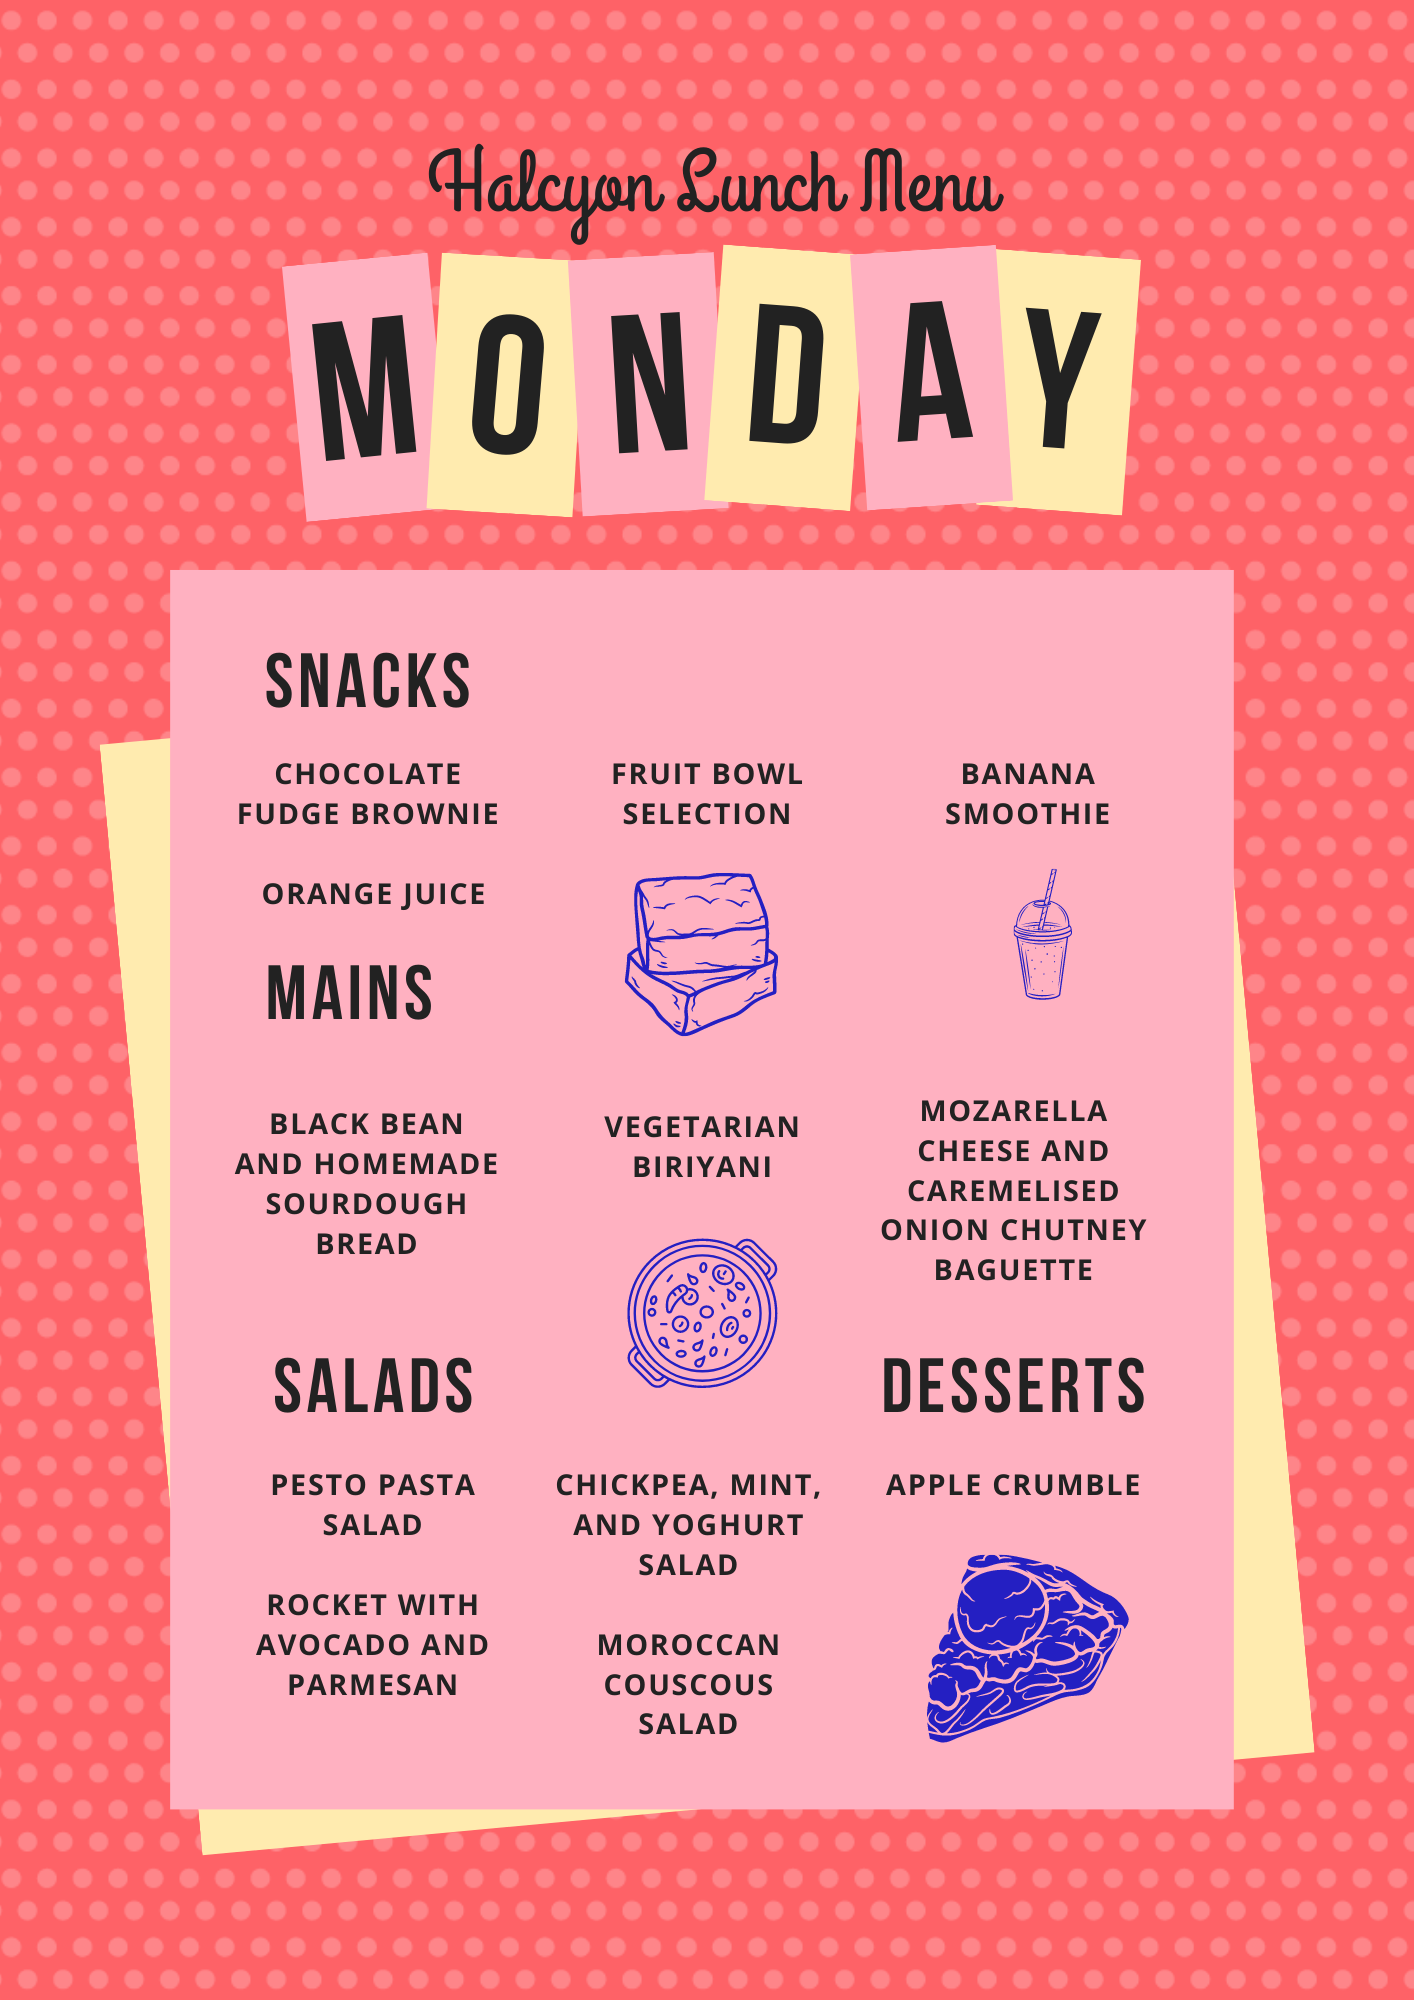 Halcyon Lunch Menu
MONDAY
SNACKS
CHOCOLATE
FUDGE BROWNIE
ORANGE JUICE
FRUIT BOWL
SELECTION
BANANA
SMOOTHIE
MAINS
BLACK BEAN
AND HOMEMADE
SOURDOUGH
BREAD
VEGETARIAN
BIRIYANI
MOZARELLA
CHEESE AND
CAREMELISED
ONION CHUTNEY
BAGUETTE
SALADS
PESTO PASTA
SALAD
ROCKET WITH
AVOCADO AND
PARMESAN
CHICKPEA, MINT,
AND YOGHURT
SALAD
MOROCCAN
COUSCOUS
SALAD
DESSERTS
APPLE CRUMBLE